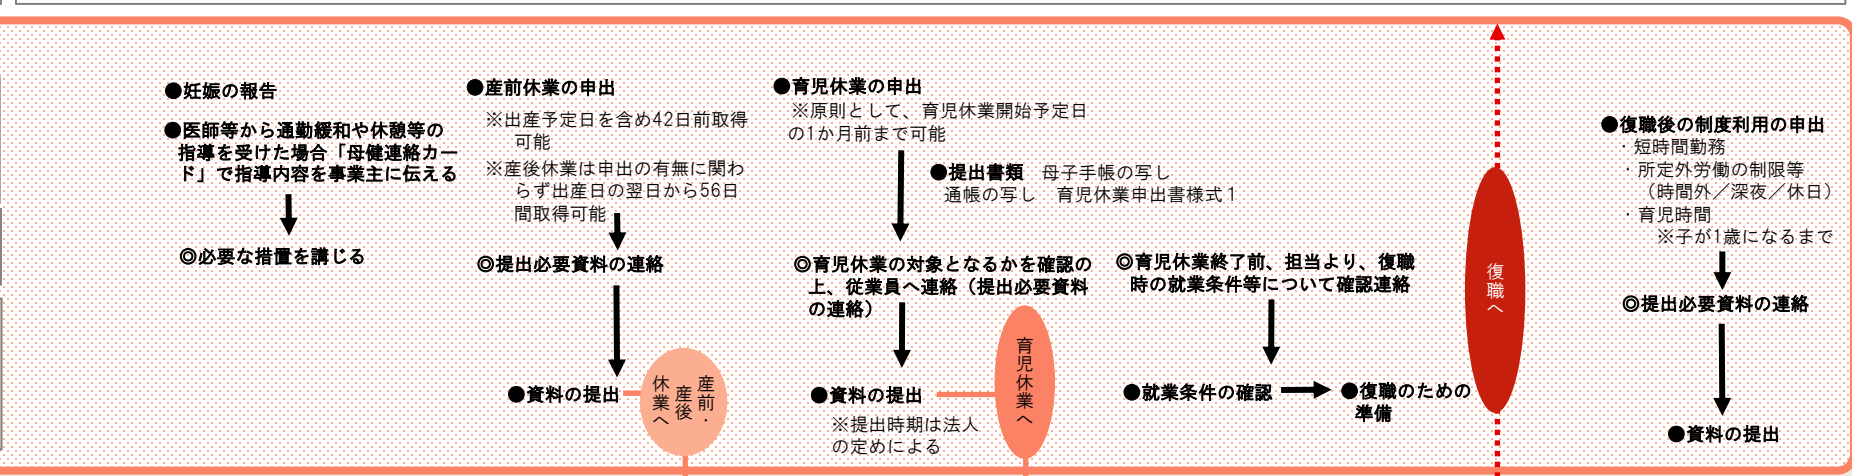 ●妊娠の報告
●医師等から通勤緩和や休憩等の
指導を受けた場合「母健連絡カー
ド」で指導内容を事業主に伝える
◎必要な措置を講じる
●産前休業の申出
※出産予定日を含め42日前取得
可能
※産後休業は申出の有無に関わ
らず出産日の翌日から56日
間取得可能
◎提出必要資料の連絡
●資料の提出
産前・
産後
休業へ
●育児休業の申出
※原則として、育児休業開始予定日
の1か月前まで可能
●提出書類　母子手帳の写し
通帳の写し　育児休業申出書様式1
◎育児休業の対象となるかを確認の
上、従業員へ連絡（提出必要資料
の連絡）
●資料の提出
※提出時期は法人
の定めによる
育児休業へ
◎育児休業終了前、担当より、復職
時の就業条件等について確認連絡
●就業条件の確認
●復職のための
準備
復職へ
●復職後の制度利用の申出
・短時間勤務
・所定外労働の制限等
（時間外／深夜／休日）
・育児時間
※子が1歳になるまで
◎提出必要資料の連絡
●資料の提出